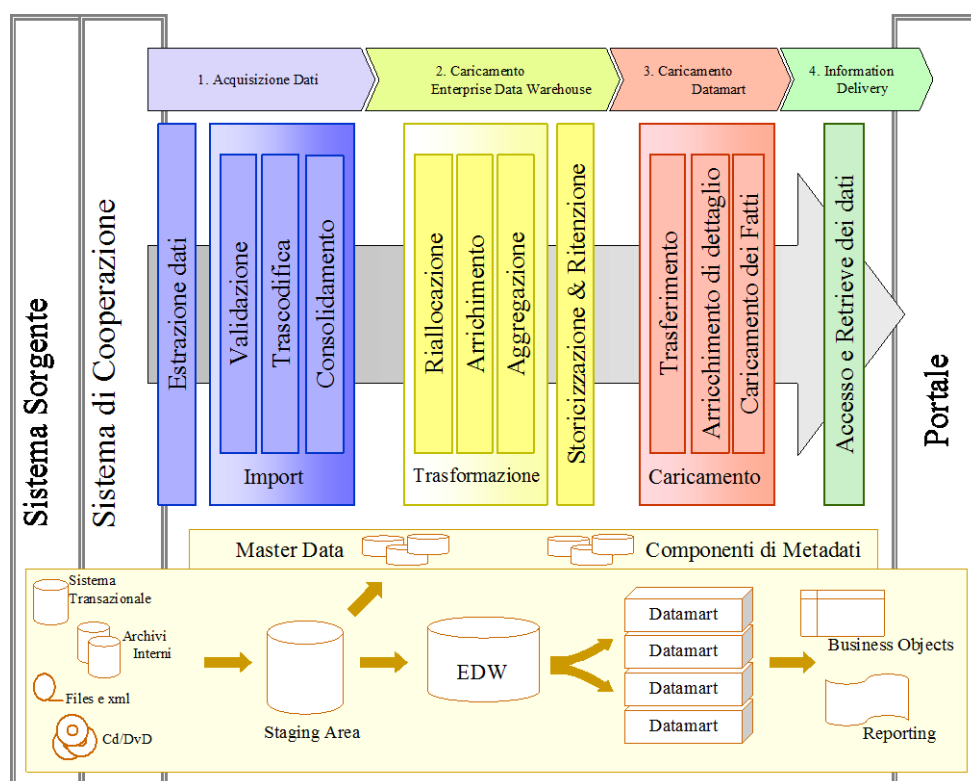 Sistema Sorgente
Sistema di Cooperazione
1. Acquisizione Dati
2. Caricamento
Enterprise Data Warehouse
3. Caricamento
Datamart
4. Information
Delivery
Estrazione dati
Validazione
Trascodifica
Consolidamento
Import
Riallocazione
Arrichimento
Aggregazione
Trasformazione
Storicizzazione & Ritenzione
Trasferimento
Arricchimento di dettaglio
Caricamento dei Fatti
Caricamento
Accesso e Retrieve dei dati
Portale
Master Data
Componenti di Metadati
Sistema
Transazionale
Archivi
Interni
Files e xml
Cd/DvD
Staging Area
EDW
Datamart
Datamart
Datamart
Datamart
Business Objects
Reporting